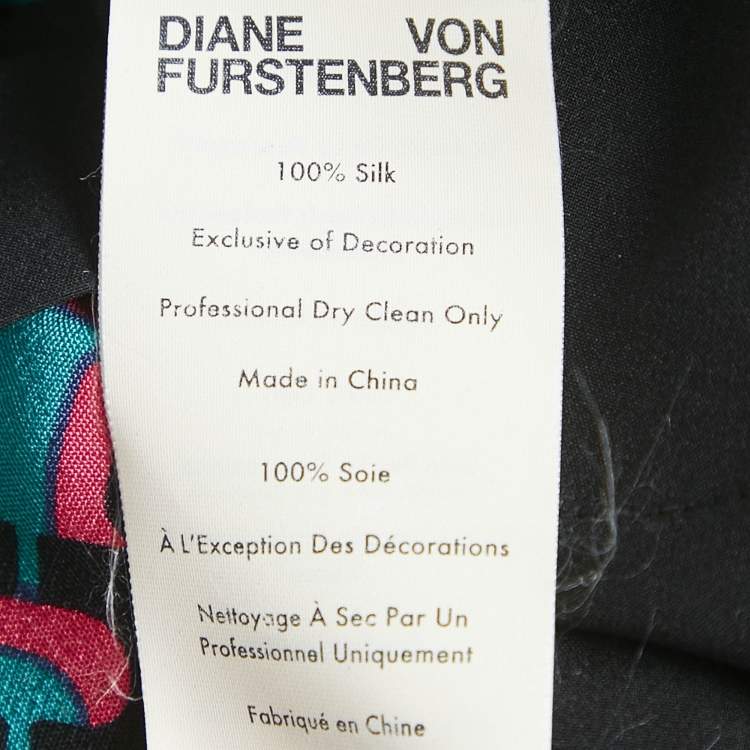 DIANE VON
FURSTENBERG
100% Silk
Exclusive of Decoration
Professional Dry Clean Only
Made in China
100% Soie
À L'Exception Des Décorations
Nettoyage À Sec Par Un
Professionnel Uniquement
Fabriqué en Chine